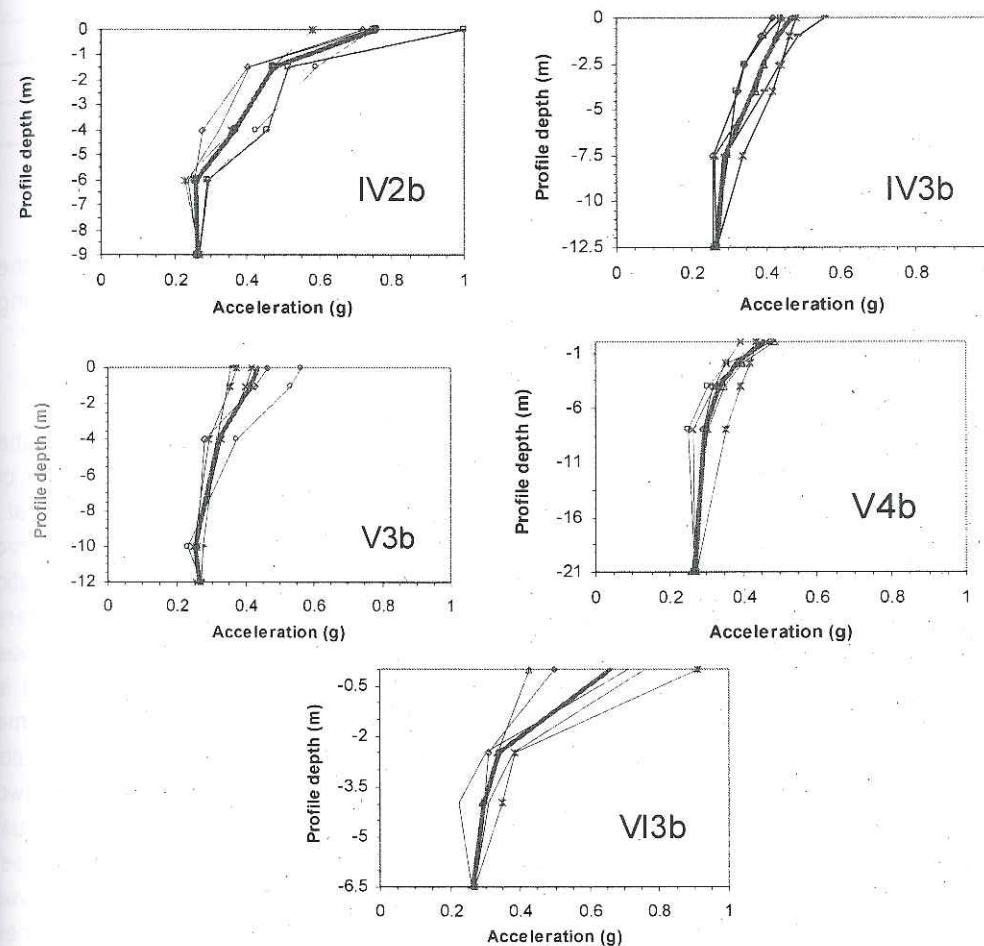 0
-1
-2
-3
-4
-5
-6
-7
-8
-9
Profile depth (m)
IV2b
0 0.2 0.4 0.6 0.8 1
Acceleration (g)
0
-2.5
-5
-7.5
-10
-12.5
Profile depth (m)
IV3b
0 0.2 0.4 0.6 0.8
Acceleration (g)
0
-2
-4
-6
-8
-10
-12
Profile depth (m)
V3b
0 0.2 0.4 0.6 0.8 1
Acceleration (g)
-1
-6
-11
-16
-21
Profile depth (m)
V4b
0 0.2 0.4 0.6 0.8 1
Acceleration (g)
-0.5
-2
-3.5
-5
-6.5
Profile depth (m)
VI3b
0 0.2 0.4 0.6 0.8 1
Acceleration (g)